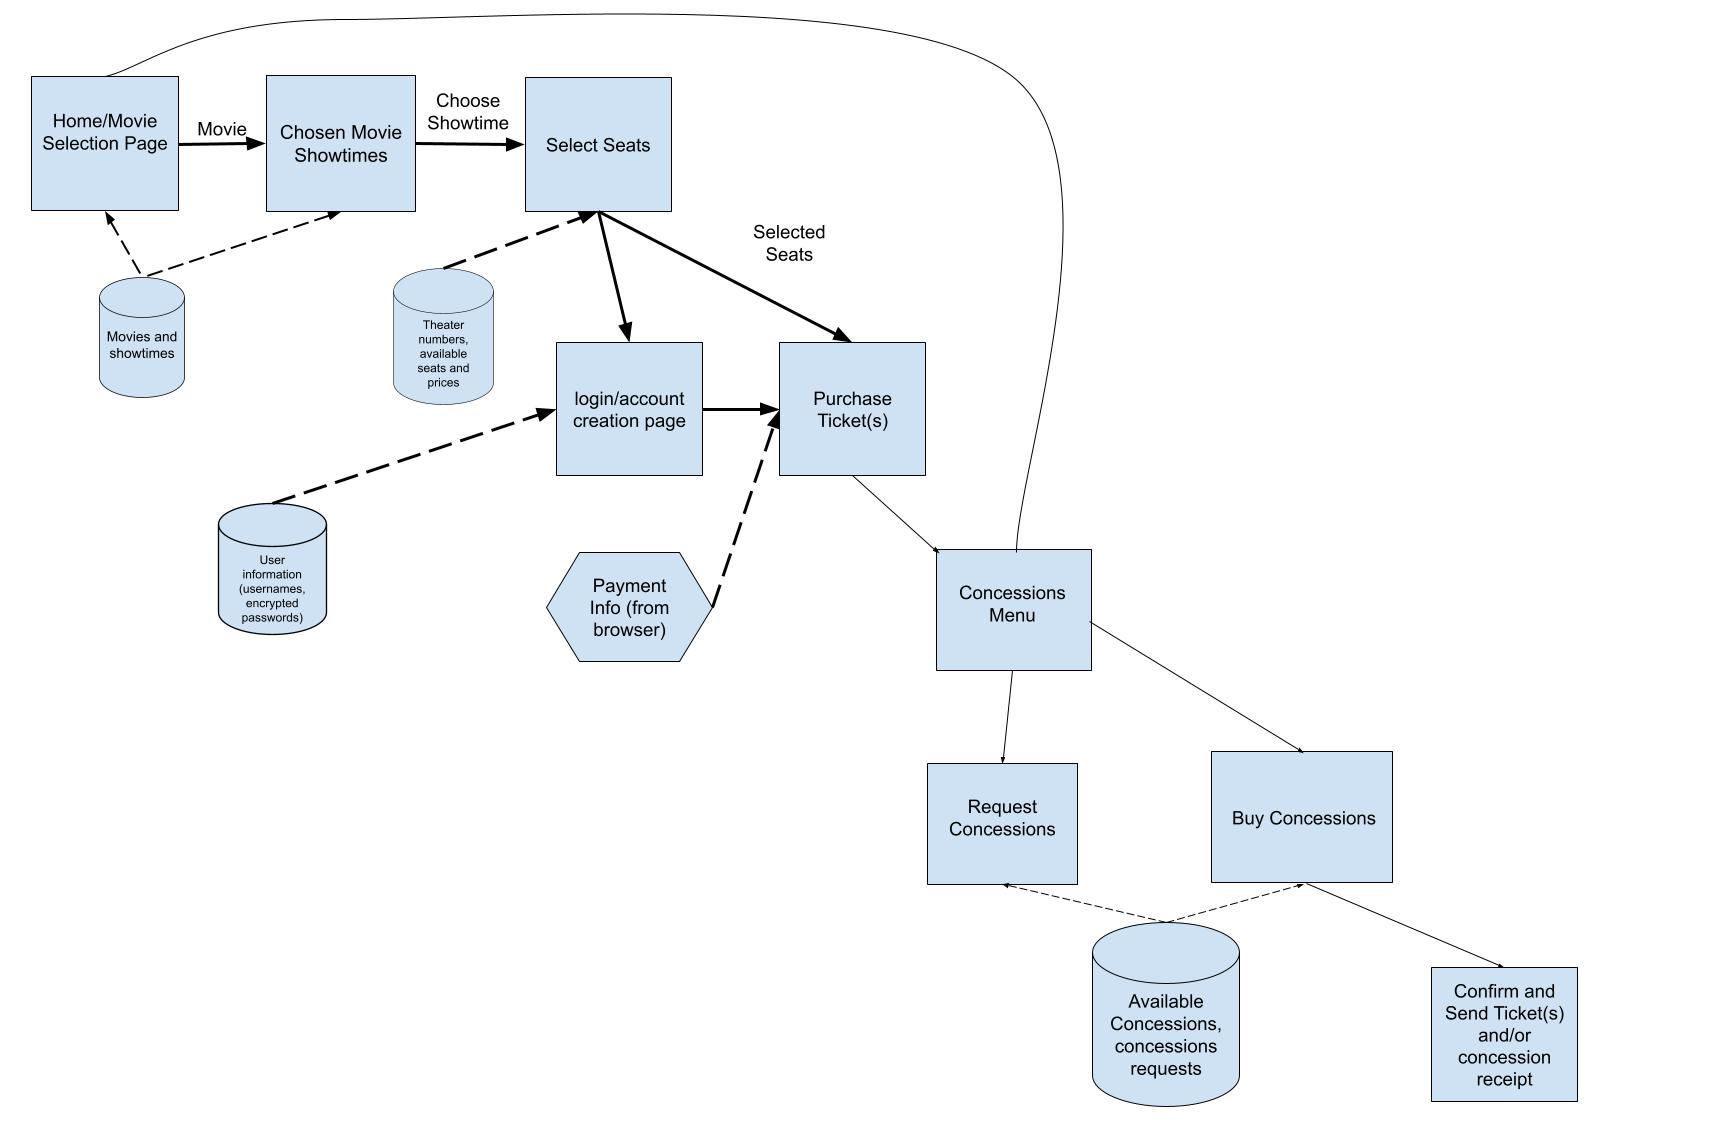 Home/Movie
Selection Page
Movie
Chosen Movie
Showtimes
Choose
Showtime
Select Seats
Selected
Seats
Movies and
showtimes
Theater
numbers,
available
seats and
prices
login/account
creation page
Purchase
Ticket(s)
User
information
(usernames,
encrypted
passwords)
Payment
Info (from
browser)
Concessions
Menu
Request
Concessions
Buy Concessions
Available
Concessions,
concessions
requests
Confirm and
Send Ticket(s)
and/or
concession
receipt